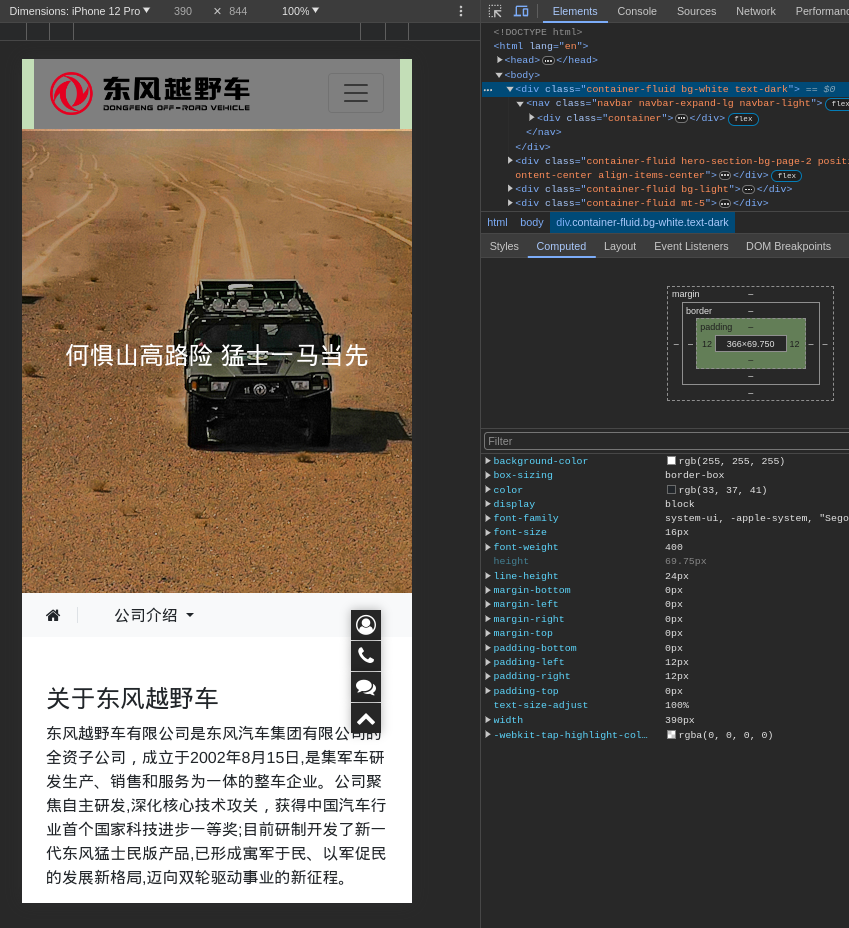 Dimensions: iPhone 12 Pro ▼ 390 × 844 100% ▼
Elements Console Sources Network Performanc
东风越野车
DONGFENG OFF-ROAD VEHICLE
何惧山高路险 猛士一马当先
公司介绍
关于东风越野车
东风越野车有限公司是东风汽车集团有限公司的
全资子公司，成立于2002年8月15日,是集军车研
发生产、销售和服务为一体的整车企业。公司聚
焦自主研发,深化核心技术攻关，获得中国汽车行
业首个国家科技进步一等奖;目前研制开发了新一
代东风猛士民版产品,已形成寓军于民、以军促民
的发展新格局,迈向双轮驱动事业的新征程。
<!DOCTYPE html>
<html lang="en">
<head>…</head>
<body>
<div class="container-fluid bg-white text-dark"> == $0
<nav class="navbar navbar-expand-lg navbar-light"> flex
<div class="container">…</div> flex
</nav>
</div>
<div class="container-fluid hero-section-bg-page-2 positi
ontent-center align-items-center">…</div> flex
<div class="container-fluid bg-light">…</div>
<div class="container-fluid mt-5">…</div>
html body div.container-fluid.bg-white.text-dark
Styles Computed Layout Event Listeners DOM Breakpoints
margin –
border –
padding –
– – 12 366×69.750 12 – –
–
–
–
Filter
background-color rgb(255, 255, 255)
box-sizing border-box
color rgb(33, 37, 41)
display block
font-family system-ui, -apple-system, "Sego
font-size 16px
font-weight 400
height 69.75px
line-height 24px
margin-bottom 0px
margin-left 0px
margin-right 0px
margin-top 0px
padding-bottom 0px
padding-left 12px
padding-right 12px
padding-top 0px
text-size-adjust 100%
width 390px
-webkit-tap-highlight-col… rgba(0, 0, 0, 0)